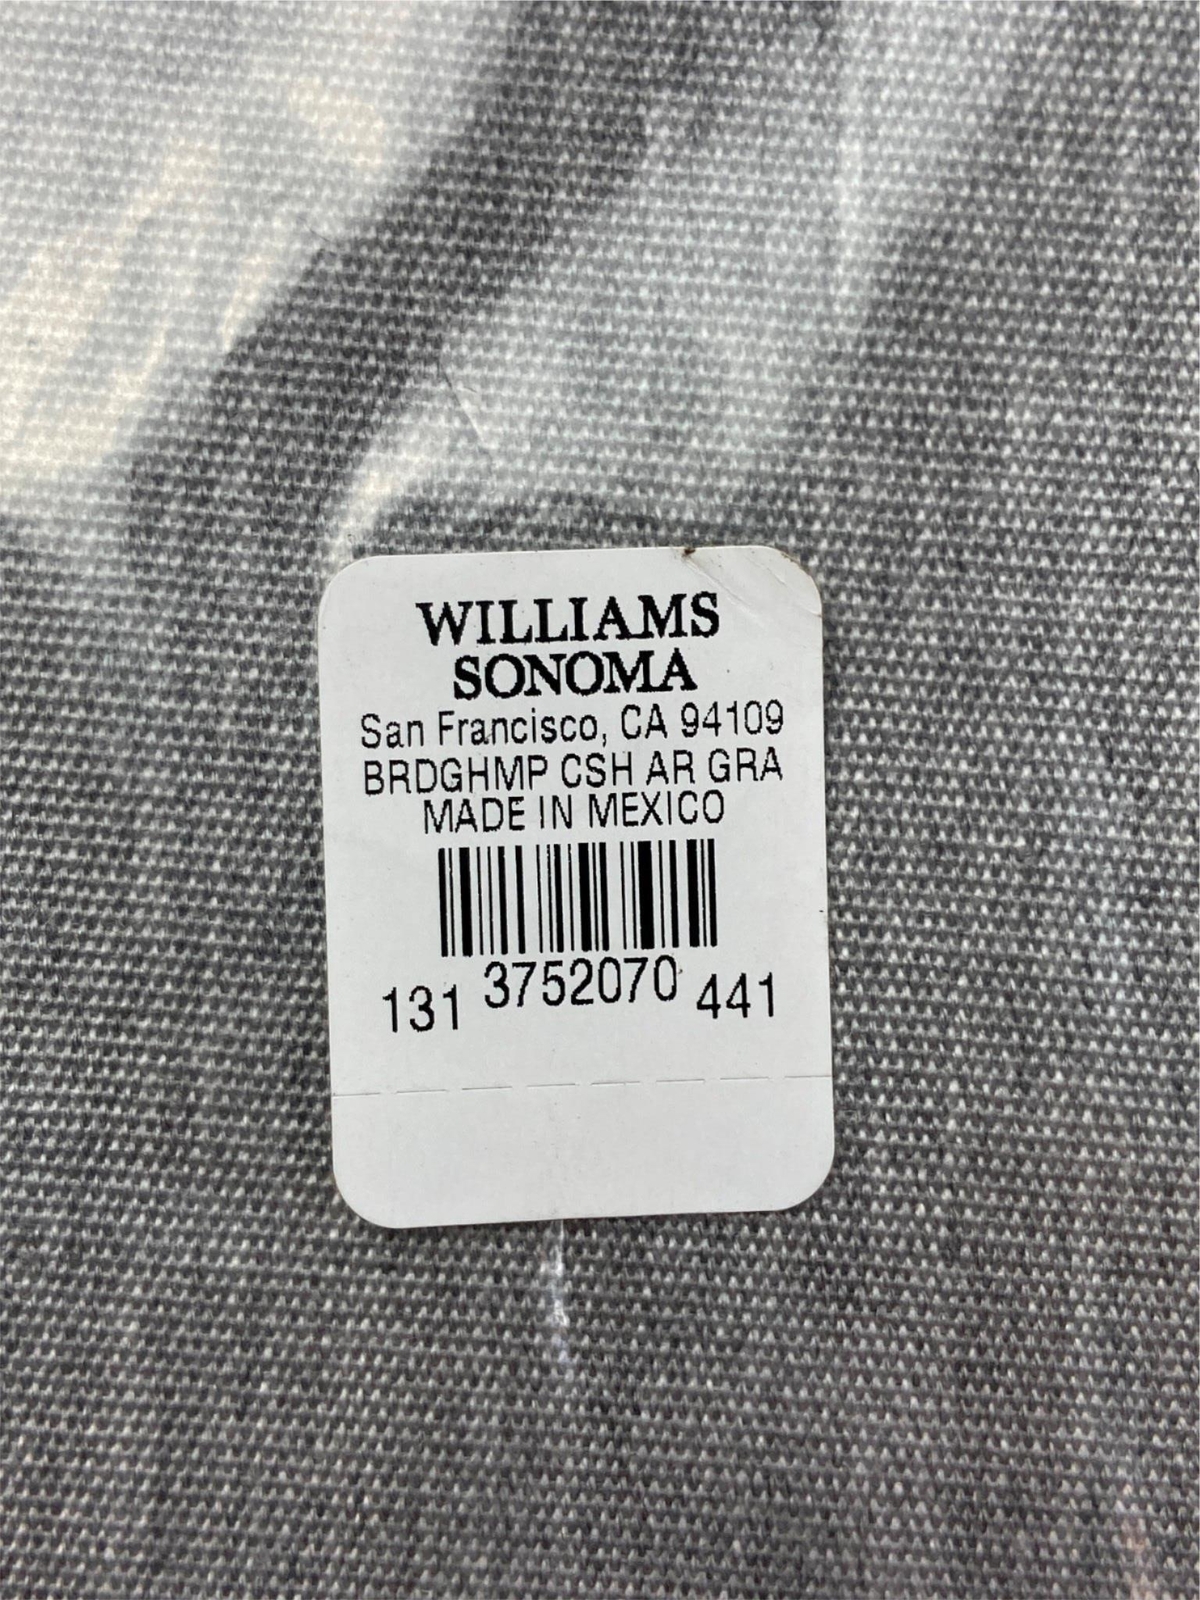 WILLIAMS
SONOMA
San Francisco, CA 94109
BRDGHMP CSH AR GRA
MADE IN MEXICO
131 3752070 441